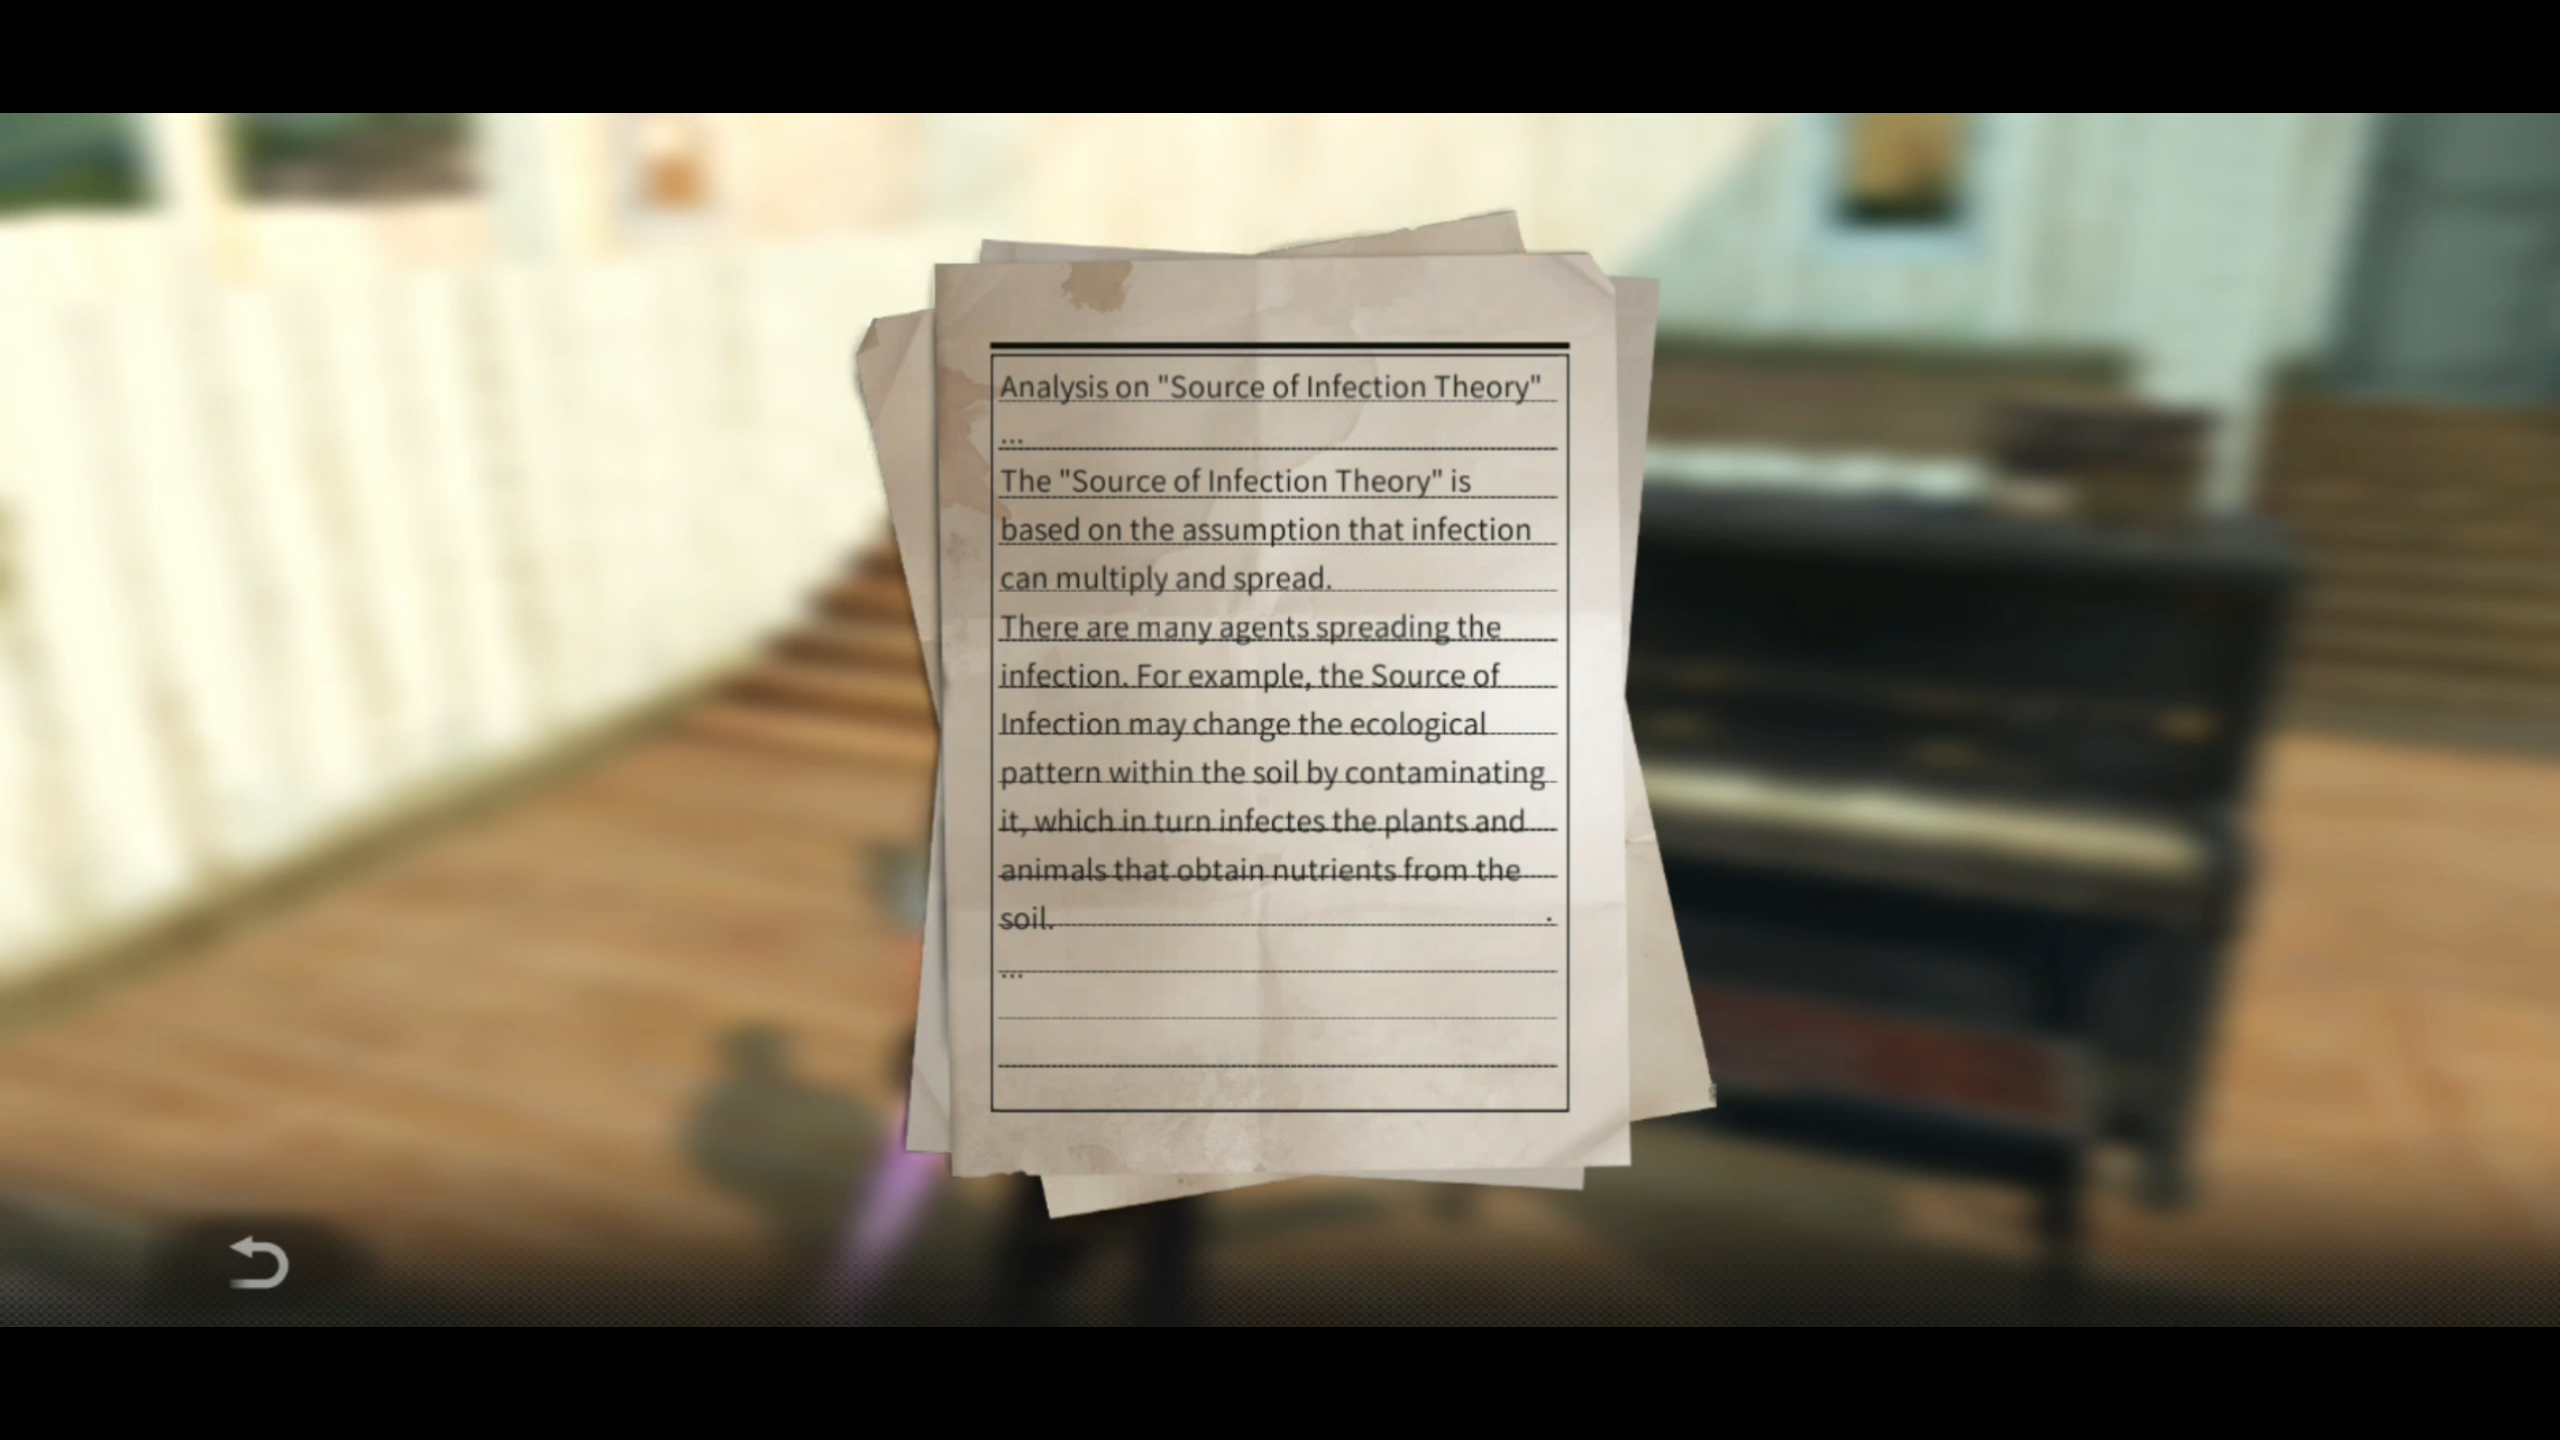 Analysis on "Source of Infection Theory"
...
The "Source of Infection Theory" is
based on the assumption that infection
can multiply and spread.
There are many agents spreading the
infection. For example, the Source of
Infection may change the ecological
pattern within the soil by contaminating
it, which in turn infectes the plants and
animals that obtain nutrients from the
soil.
...